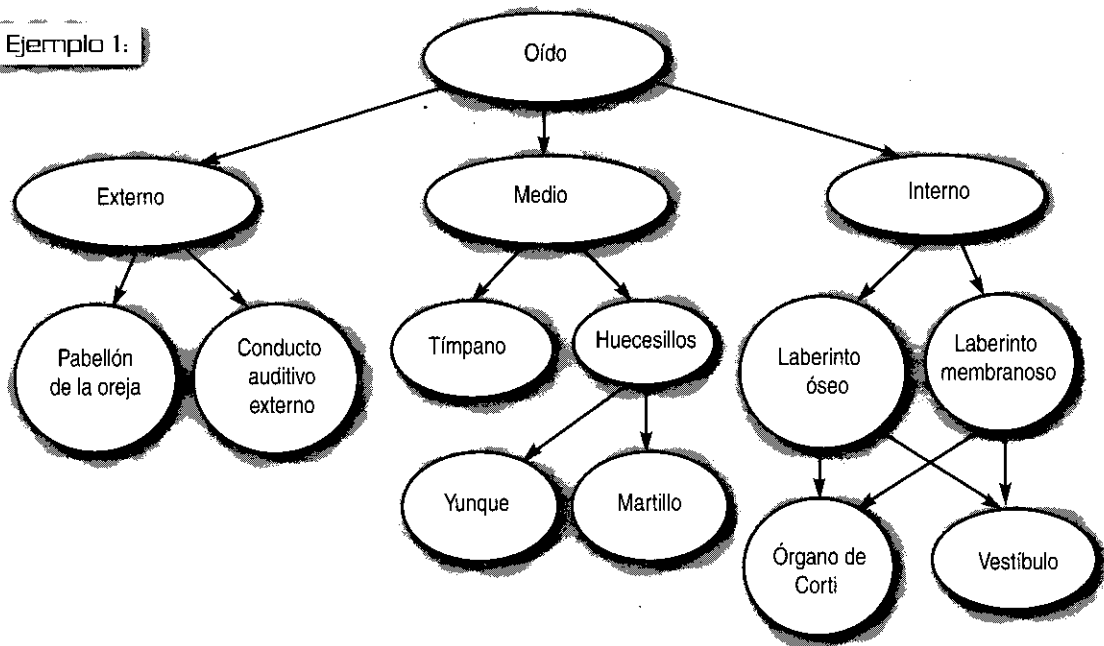 Ejemplo 1:
Oído
Externo
Medio
Interno
Pabellón
de la oreja
Conducto
auditivo
externo
Tímpano
Huecesillos
Laberinto
óseo
Laberinto
membranoso
Yunque
Martillo
Órgano de
Corti
Vestíbulo